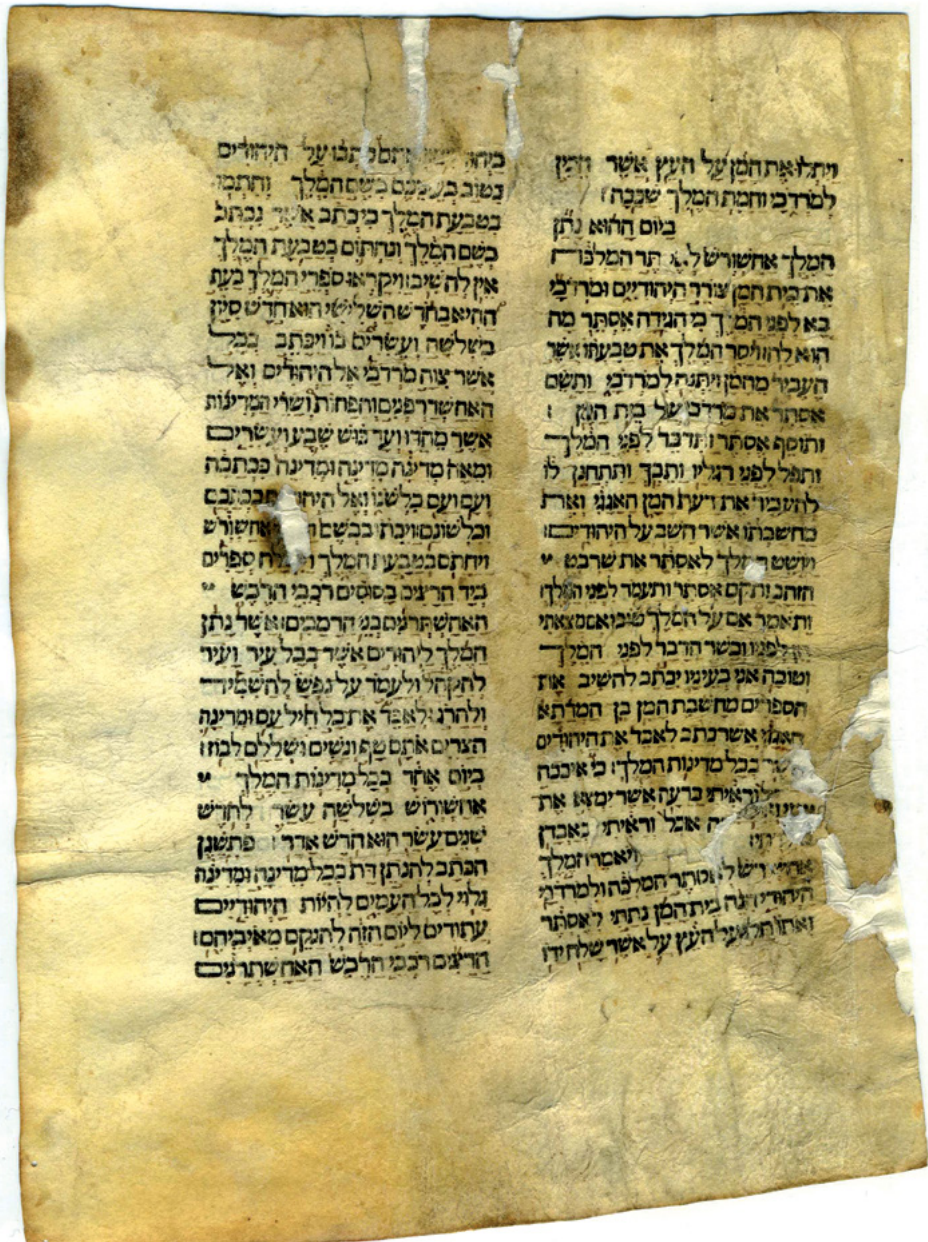 ויתלו את המן על העץ אשר הכין
למרדכי וחמת המלך שככה׃
ביום ההוא נתן
המלך אחשורוש המלכה
את בית המן צורר היהודיים ומרדכי
בא לפני המלך כי הגידה אסתר מה
הוא לה׃ ויסר המלך את טבעתו אשר
העביר מהמן ויתנה למרדכי ותשם
אסתר את מרדכי על בית המן ׃
ותוסף אסתר ותדבר לפני המלך
ותפל לפני רגליו ותבך ותתחנן לו
להעביר את רעת המן האגגי ואת
מחשבתו אשר חשב על היהודיים׃
ויושט המלך לאסתר את שרבט
הזהב ותקם אסתר ותעמד לפני המלך׃
ותאמר אם על המלך טוב ואם מצאתי
חן לפניו וכשר הדבר לפני המלך
וטובה אני בעיניו יכתב להשיב את
הספרים מחשבת המן בן המדתא
האגגי אשר כתב לאבד את היהודים
אשר בכל מדינות המלך׃ כי איככה
וראיתי ברעה אשר ימצא את
וראיתי באבדן
ויאמר המלך
אסתר המלכה ולמרדכי
היהודי הנה בית המן נתתי לאסתר
ואתו תלו על העץ על אשר שלח ידו
ביהודים ואתם כתבו על היהודים
כטוב בעיניכם בשם המלך וחתמו
בטבעת המלך כי כתב אשר נכתב
בשם המלך ונחתום בטבעת המלך
אין להשיב׃ ויקראו ספרי המלך בעת
ההיא בחדש השלישי הוא חדש סיון
בשלשה ועשרים בו ויכתב ככל
אשר צוה מרדכי אל היהודים ואל
האחשדרפנים והפחות ושרי המדינות
אשר מהדו ועד כוש שבע ועשרים
ומאה מדינה מדינה ומדינה ככתבה
ועם ועם כלשנו ואל היהודים ככתבם
וכלשונם׃ ויכתב בשם המלך אחשורש
ויחתם בטבעת המלך וישלח ספרים
ביד הרצים בסוסים רכבי הרכש
האחשתרנים בני הרמכים׃ אשר נתן
המלך ליהודים אשר בכל עיר ועיר
להקהל ולעמד על נפשם להשמיד
ולהרג ולאבד את כל חיל עם ומדינה
הצרים אתם טף ונשים ושללם לבוז׃
ביום אחד בכל מדינות המלך
אחשורוש בשלשה עשר לחדש
שנים עשר הוא חדש אדר׃ פתשגן
הכתב להנתן דת בכל מדינה ומדינה
גלוי לכל העמים להיות היהודיים
עתודים ליום הזה להנקם מאיביהם׃
הרצים רכבי הרכש האחשתרנים